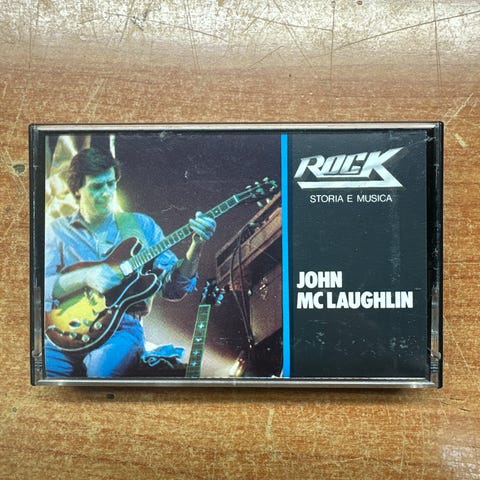 ROCK
STORIA E MUSICA
JOHN
MC LAUGHLIN